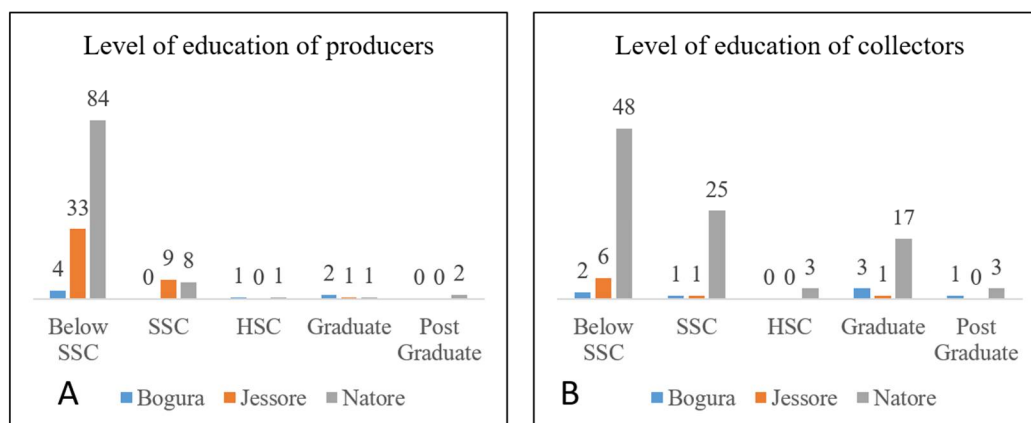 Level of education of producers
84
33
4
0 9 8
1 0 1
2 1 1
0 0 2
Below SSC
SSC
HSC
Graduate
Post Graduate
A
Bogura Jessore Natore
Level of education of collectors
48
2 6
1 1 25
0 0 3
3 1 17
1 0 3
Below SSC
SSC
HSC
Graduate
Post Graduate
B
Bogura Jessore Natore